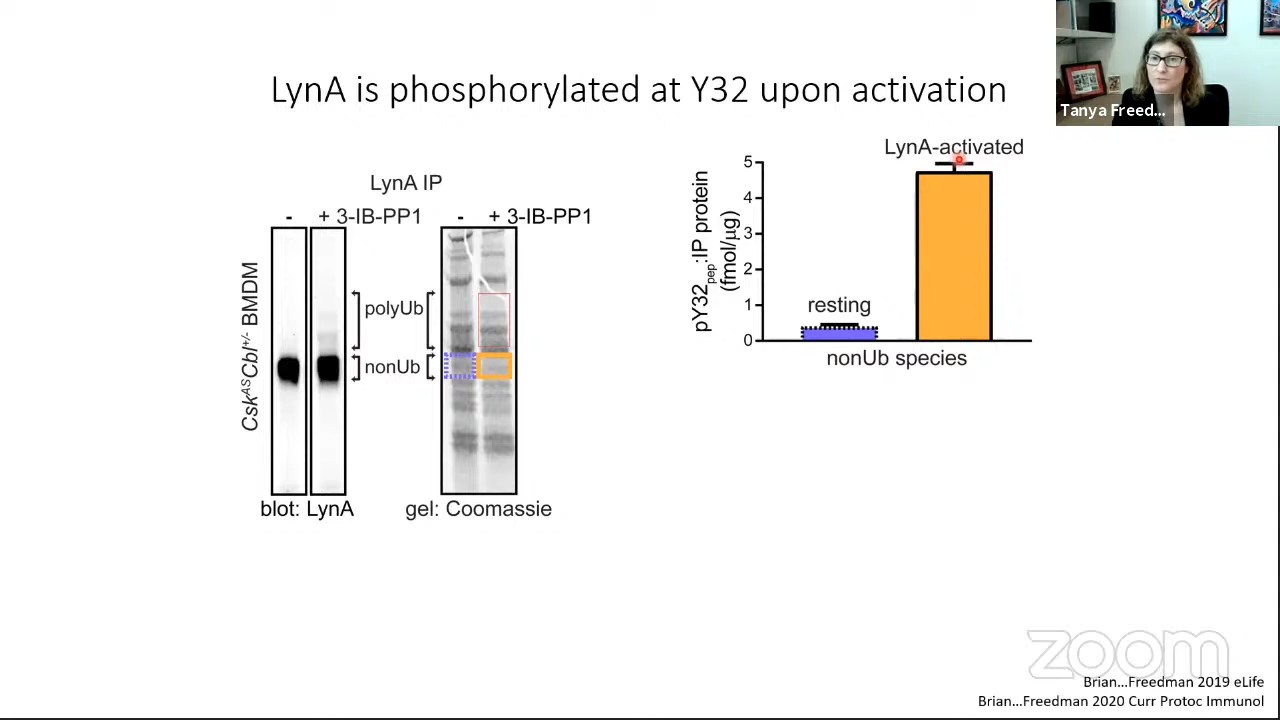 LynA is phosphorylated at Y32 upon activation
Tanya Freed...
LynA IP
- + 3-IB-PP1 - + 3-IB-PP1
Csk^AS Cbl^+/- BMDM
polyUb
nonUb
blot: LynA
gel: Coomassie
LynA-activated
pY32pep:IP protein
(fmol/µg)
5
4
3
2
1
0
resting
nonUb species
zoom
Brian...Freedman 2019 eLife
Brian...Freedman 2020 Curr Protoc Immunol